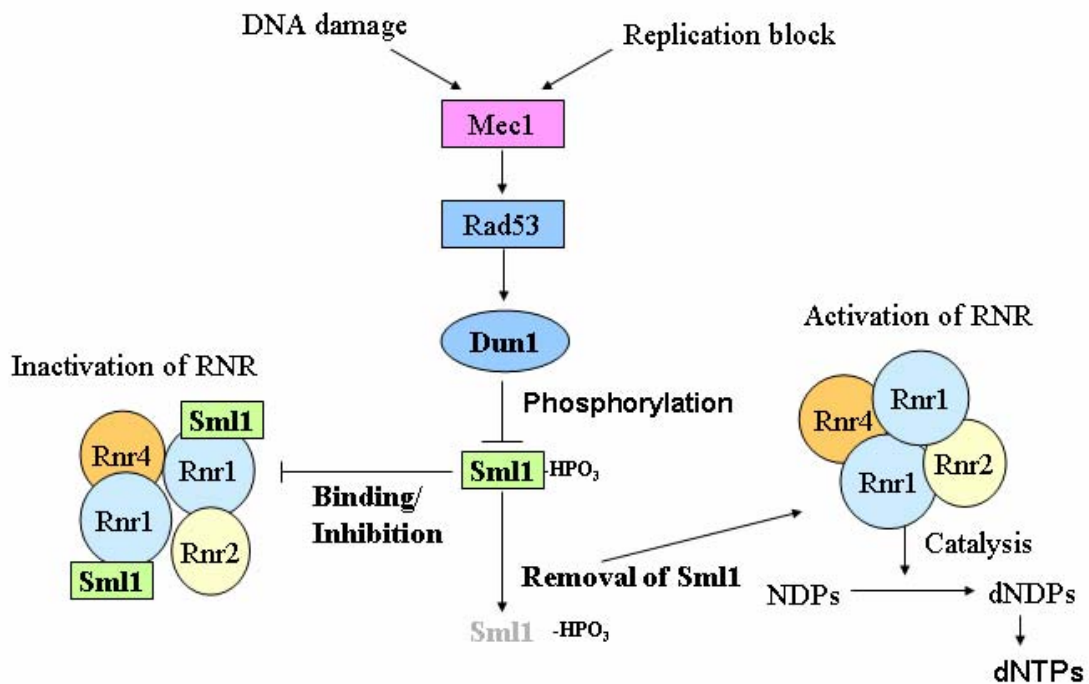 DNA damage
Replication block
Mec1
Rad53
Dun1
Activation of RNR
Inactivation of RNR
Phosphorylation
Sml1
Rnr4
Rnr1
Rnr1
Rnr2
Sml1
Sml1
-HPO₃
Binding/
Inhibition
Rnr1
Rnr4
Rnr2
Rnr1
Catalysis
Removal of Sml1
NDPs
dNDPs
Sml1 -HPO₃
dNTPs